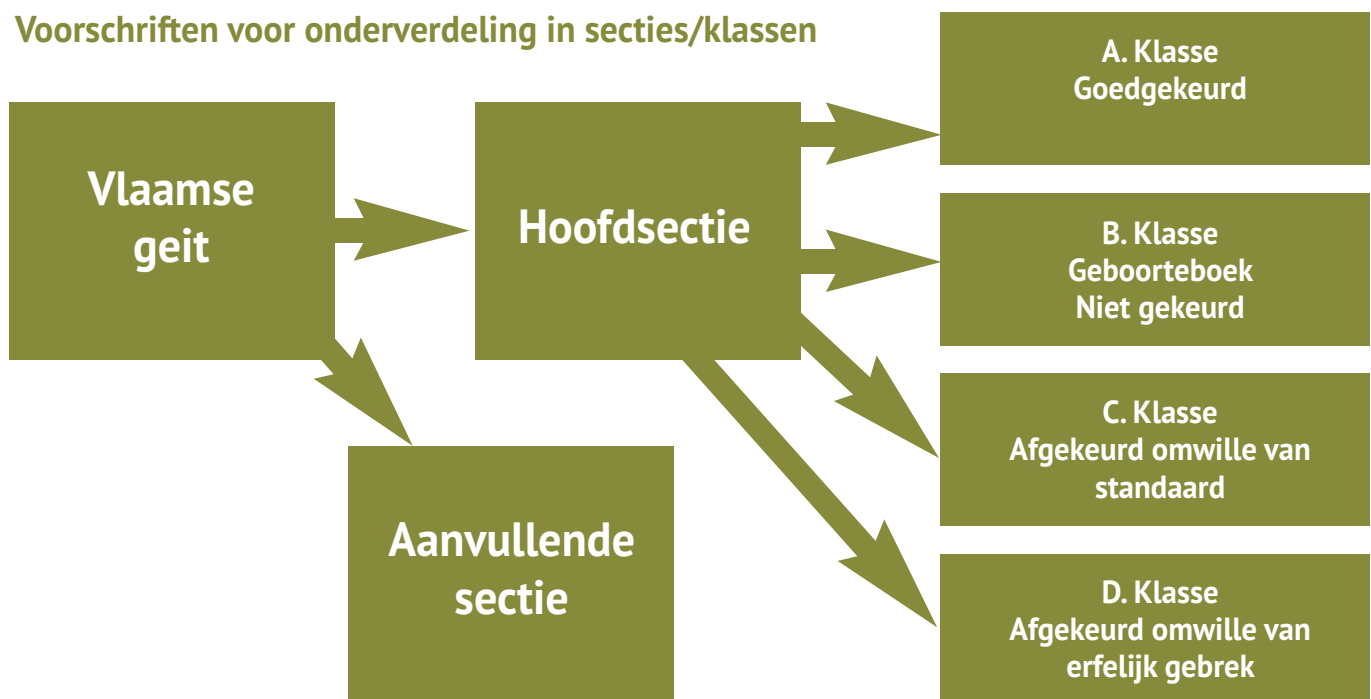 Voorschriften voor onderverdeling in secties/klassen
Vlaamse
geit
Hoofdsectie
Aanvullende
sectie
A. Klasse
Goedgekeurd
B. Klasse
Geboorteboek
Niet gekeurd
C. Klasse
Afgekeurd omwille van
standaard
D. Klasse
Afgekeurd omwille van
erfelijk gebrek